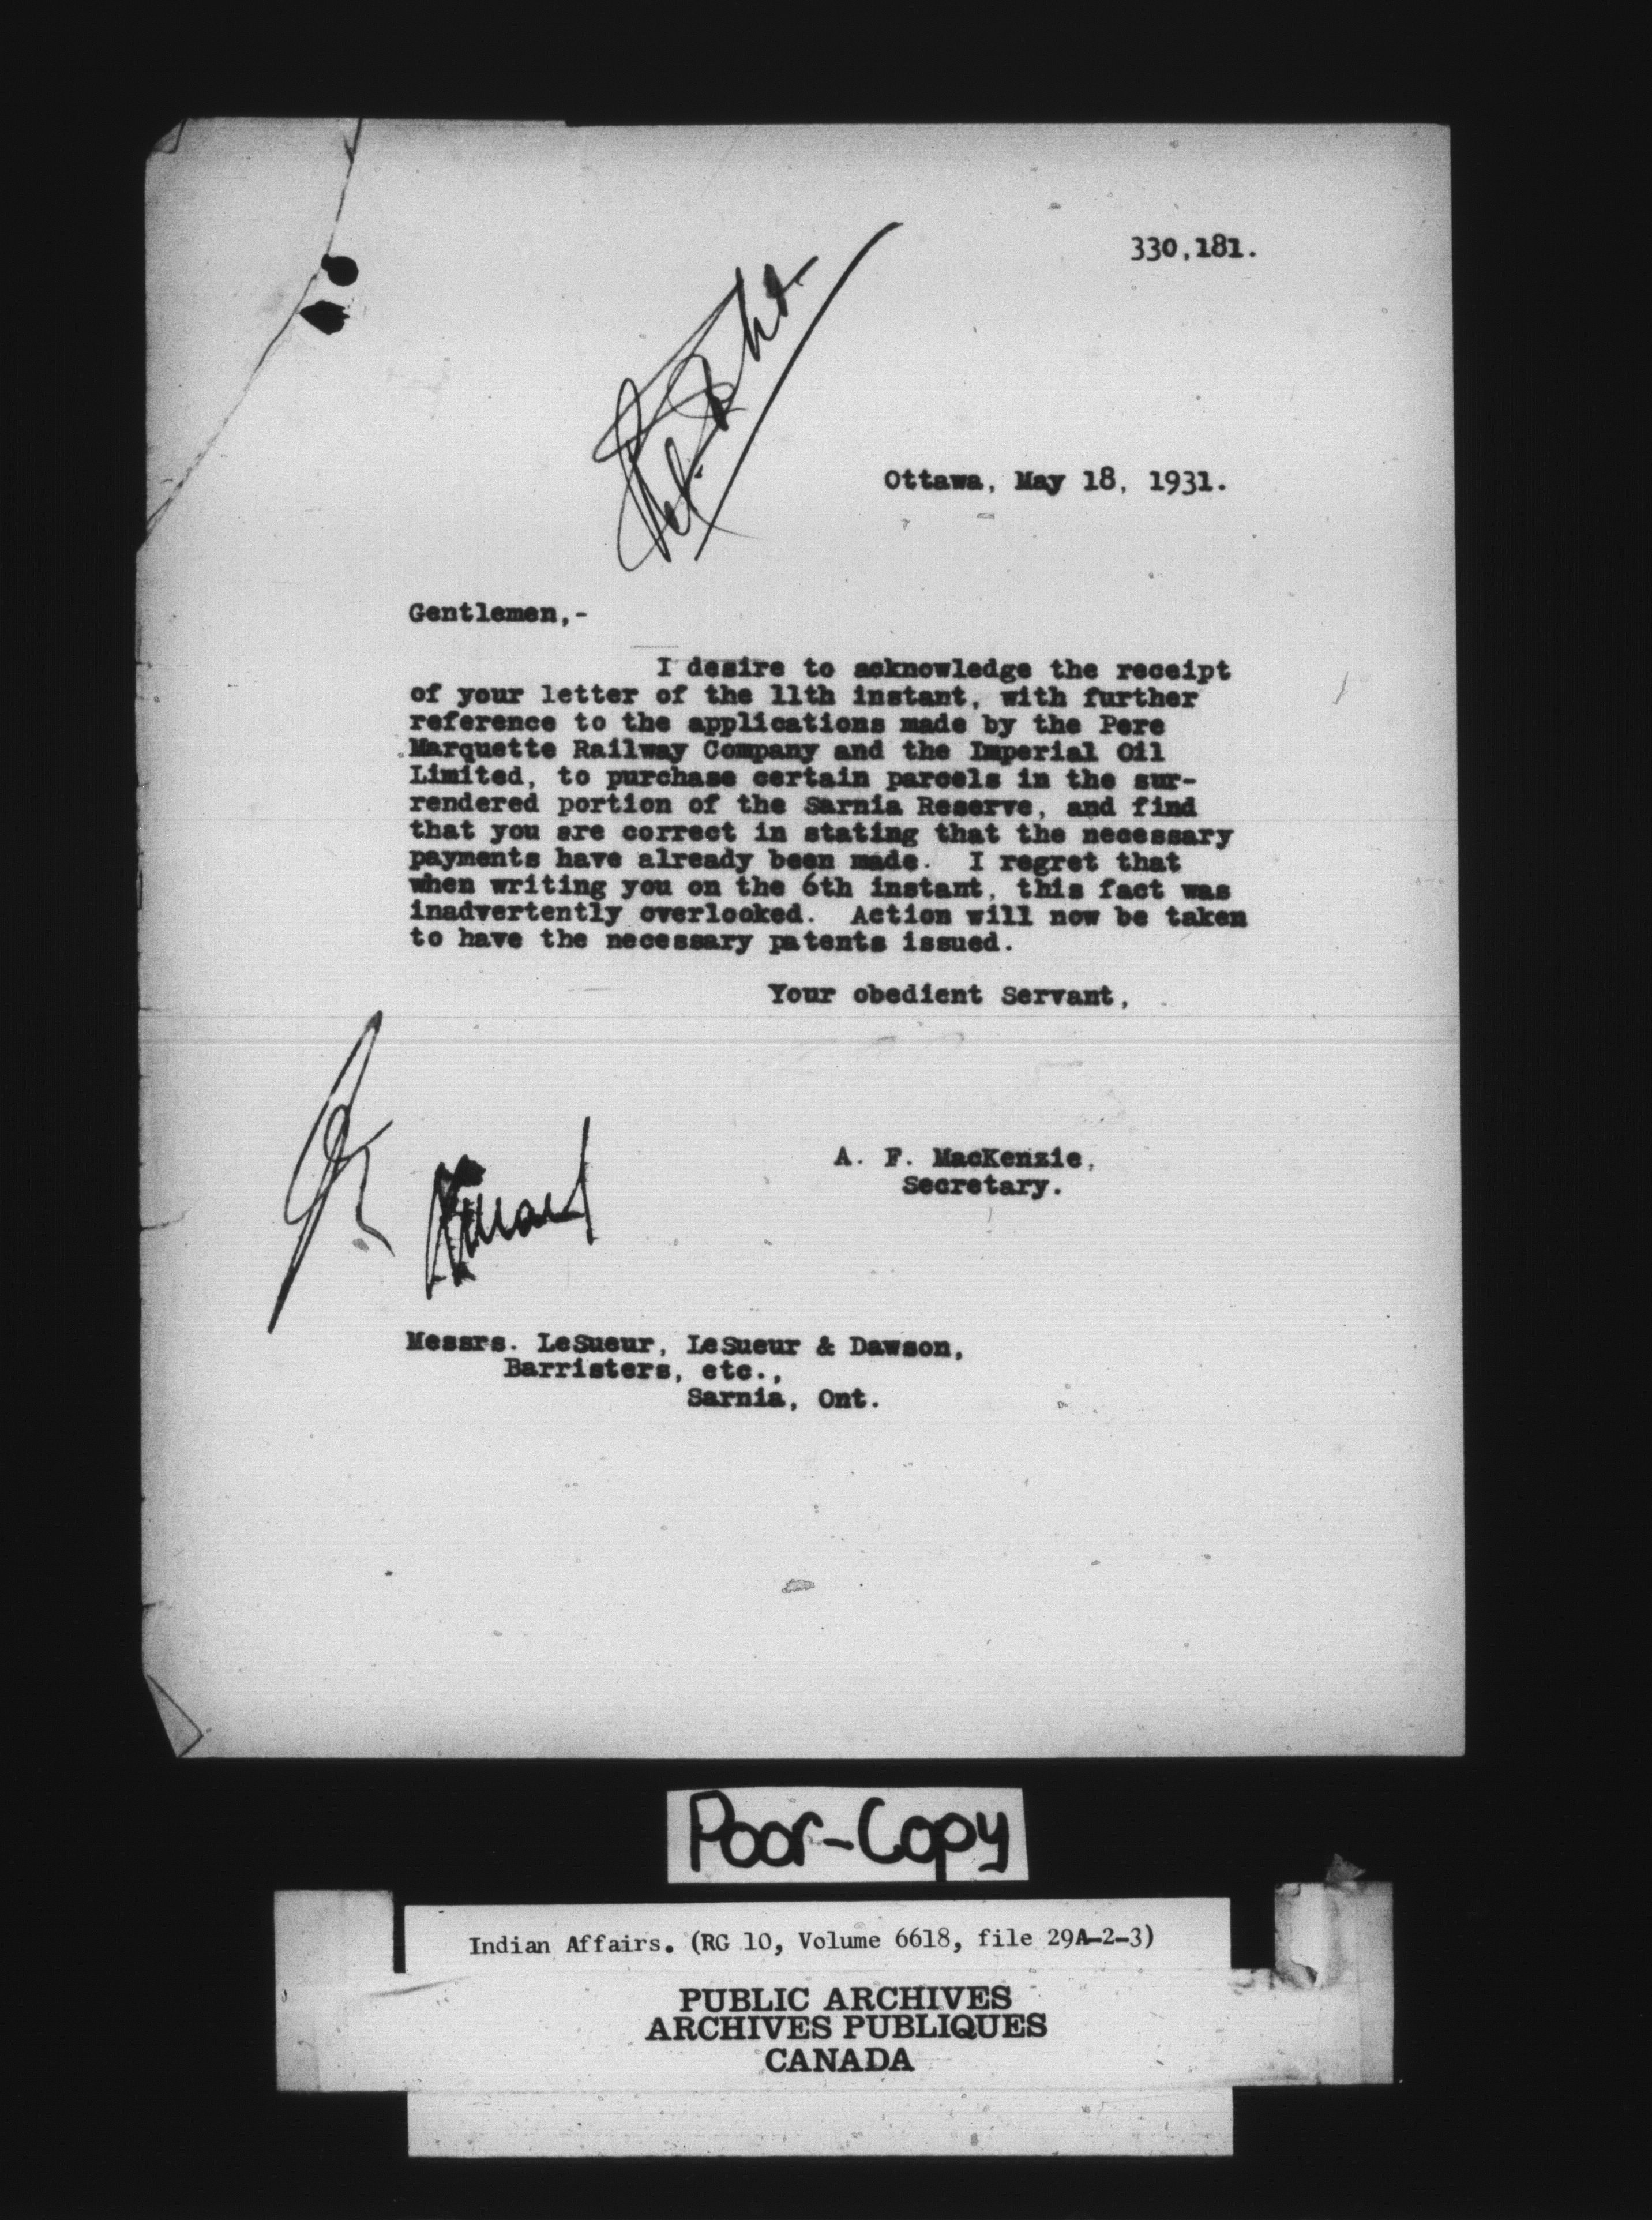 330,181.
Ottawa, May 18, 1931.
Gentlemen,-
I desire to acknowledge the receipt
of your letter of the 11th instant, with further
reference to the applications made by the Pere
Marquette Railway Company and the Imperial Oil
Limited, to purchase certain parcels in the sur-
rendered portion of the Sarnia Reserve, and find
that you are correct in stating that the necessary
payments have already been made. I regret that
when writing you on the 6th instant, this fact was
inadvertently overlooked. Action will now be taken
to have the necessary patents issued.
Your obedient Servant,
A. F. MacKenzie,
Secretary.
Messrs. LeSueur, LeSueur & Dawson,
Barristers, etc.,
Sarnia, Ont.
Poor-Copy
Indian Affairs. (RG 10, Volume 6618, file 29A-2-3)
PUBLIC ARCHIVES
ARCHIVES PUBLIQUES
CANADA